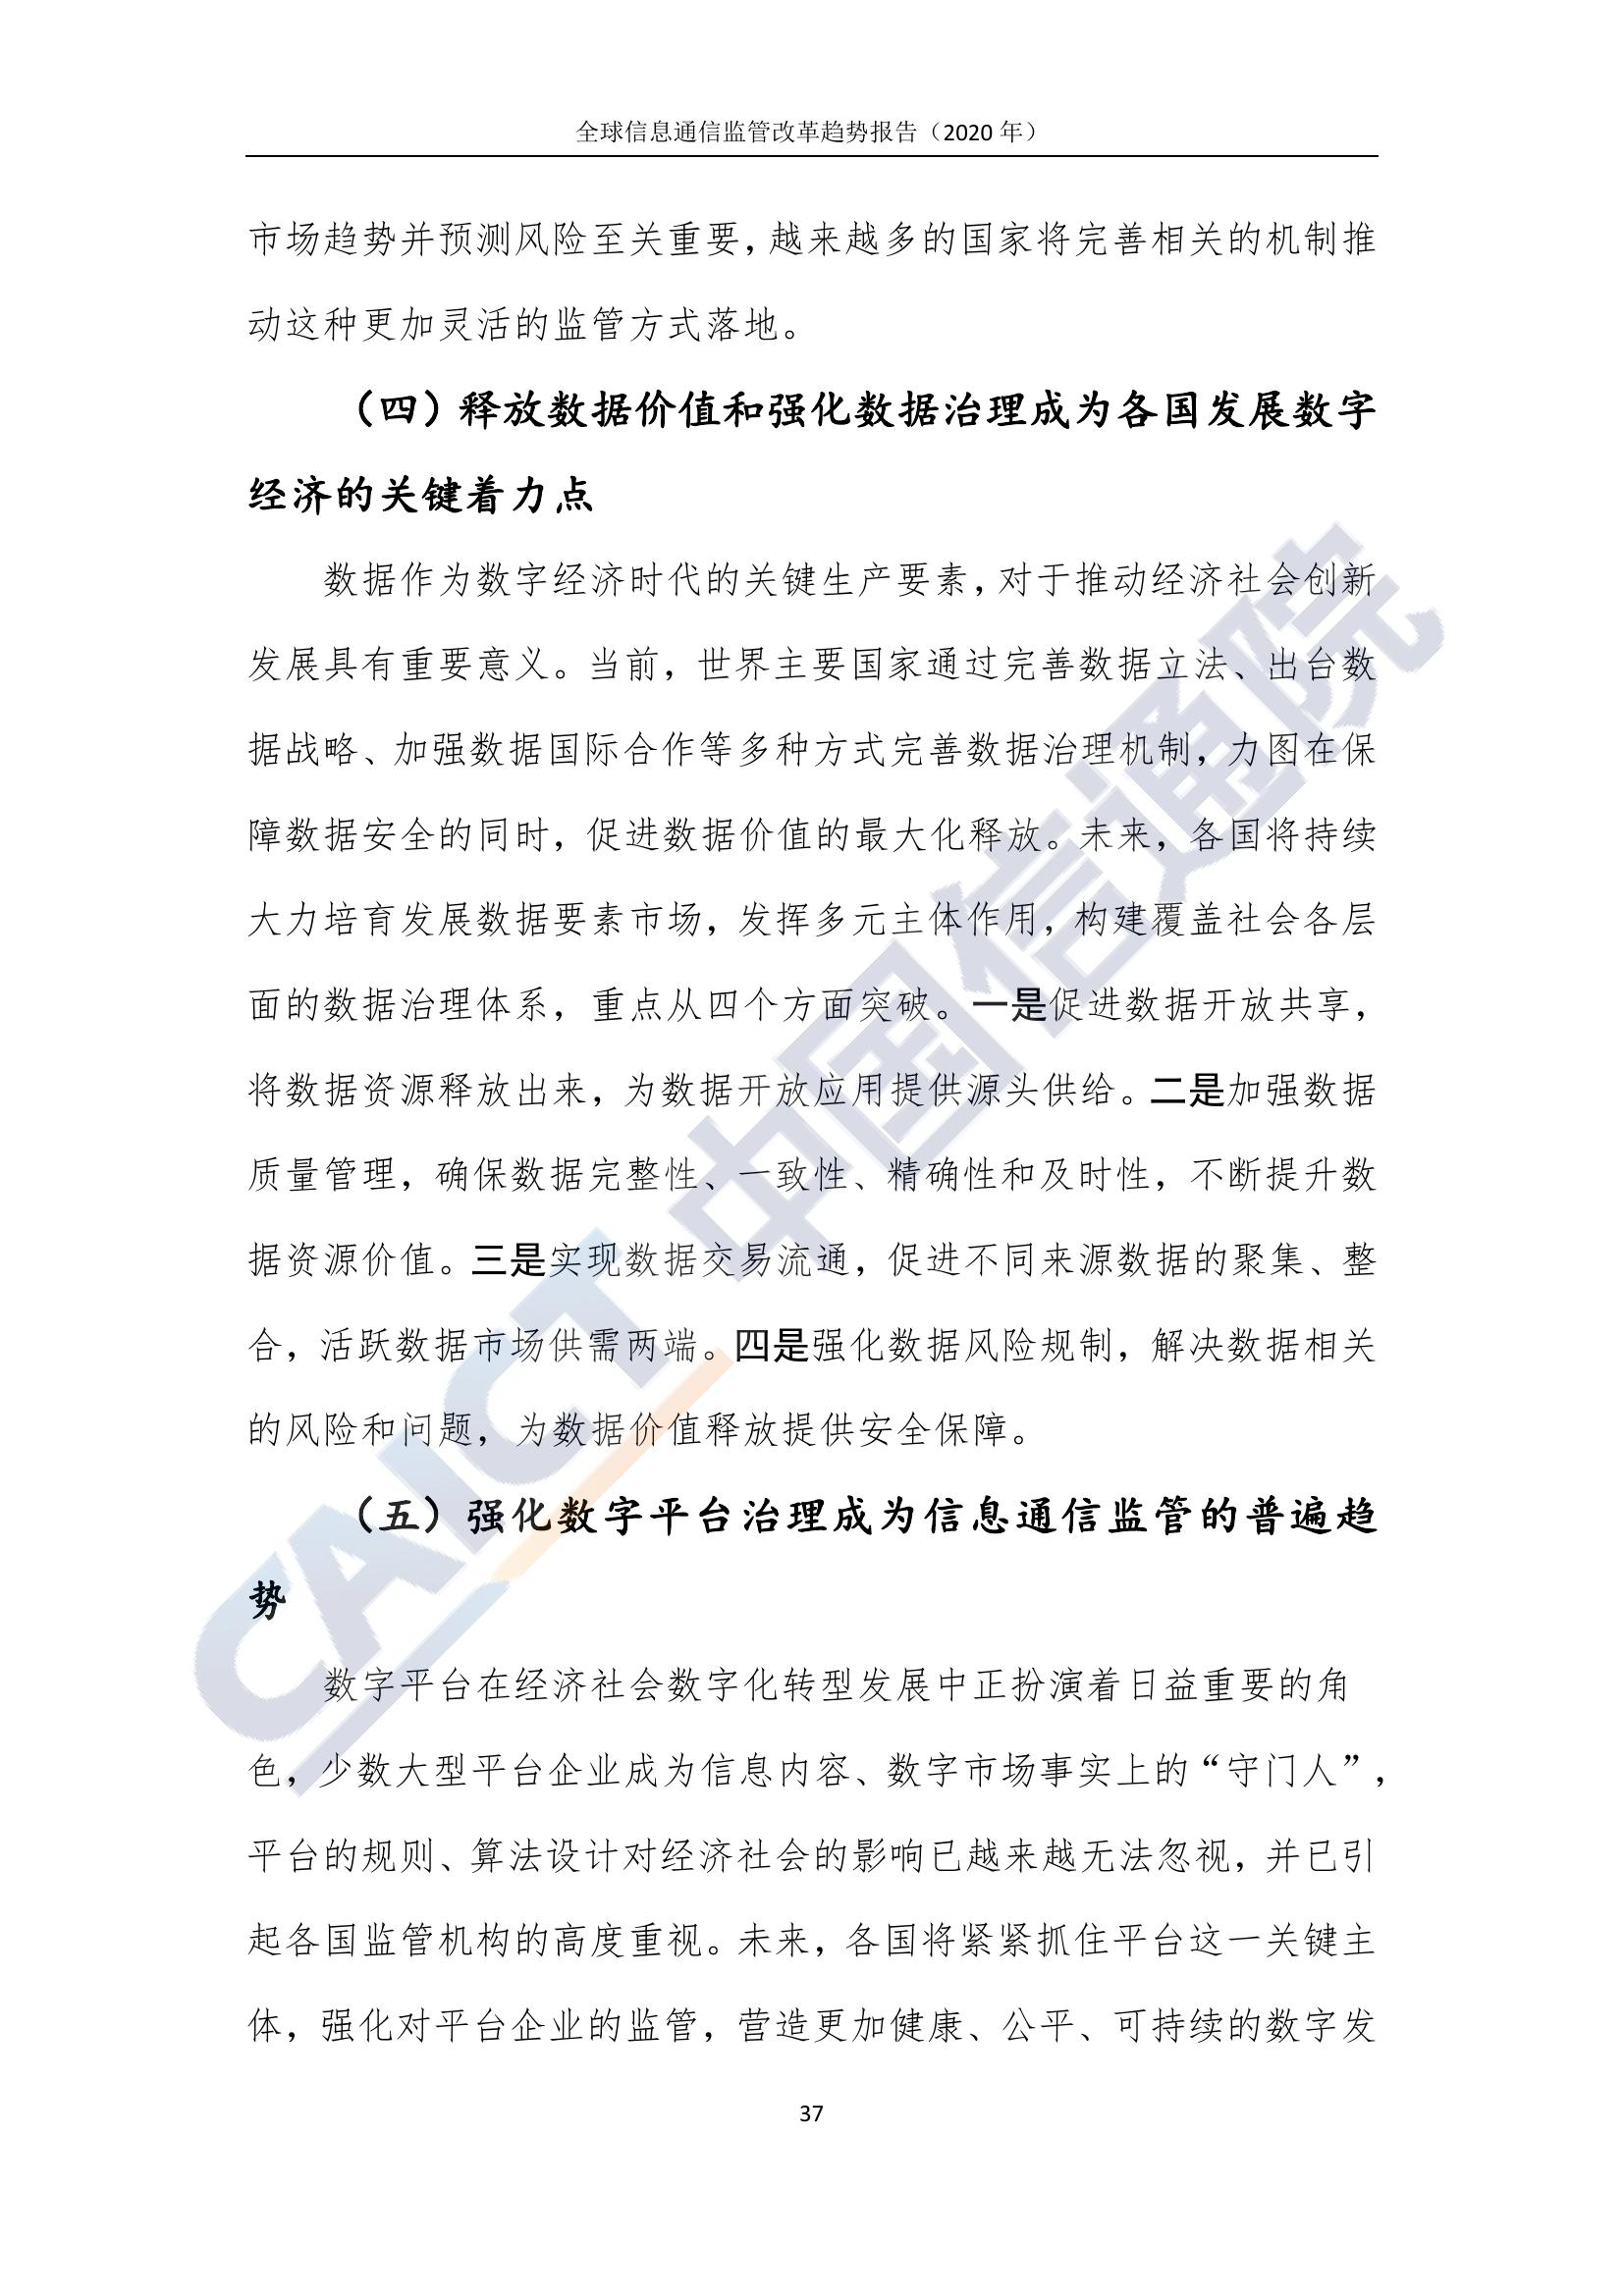 全球信息通信监管改革趋势报告（2020 年）
市场趋势并预测风险至关重要，越来越多的国家将完善相关的机制推
动这种更加灵活的监管方式落地。
（四）释放数据价值和强化数据治理成为各国发展数字
经济的关键着力点
数据作为数字经济时代的关键生产要素，对于推动经济社会创新
发展具有重要意义。当前，世界主要国家通过完善数据立法、出台数
据战略、加强数据国际合作等多种方式完善数据治理机制，力图在保
障数据安全的同时，促进数据价值的最大化释放。未来，各国将持续
大力培育发展数据要素市场，发挥多元主体作用，构建覆盖社会各层
面的数据治理体系，重点从四个方面突破。一是促进数据开放共享，
将数据资源释放出来，为数据开放应用提供源头供给。二是加强数据
质量管理，确保数据完整性、一致性、精确性和及时性，不断提升数
据资源价值。三是实现数据交易流通，促进不同来源数据的聚集、整
合，活跃数据市场供需两端。四是强化数据风险规制，解决数据相关
的风险和问题，为数据价值释放提供安全保障。
（五）强化数字平台治理成为信息通信监管的普遍趋
势
数字平台在经济社会数字化转型发展中正扮演着日益重要的角
色，少数大型平台企业成为信息内容、数字市场事实上的“守门人”，
平台的规则、算法设计对经济社会的影响已越来越无法忽视，并已引
起各国监管机构的高度重视。未来，各国将紧紧抓住平台这一关键主
体，强化对平台企业的监管，营造更加健康、公平、可持续的数字发
37
CAICT 中国信通院